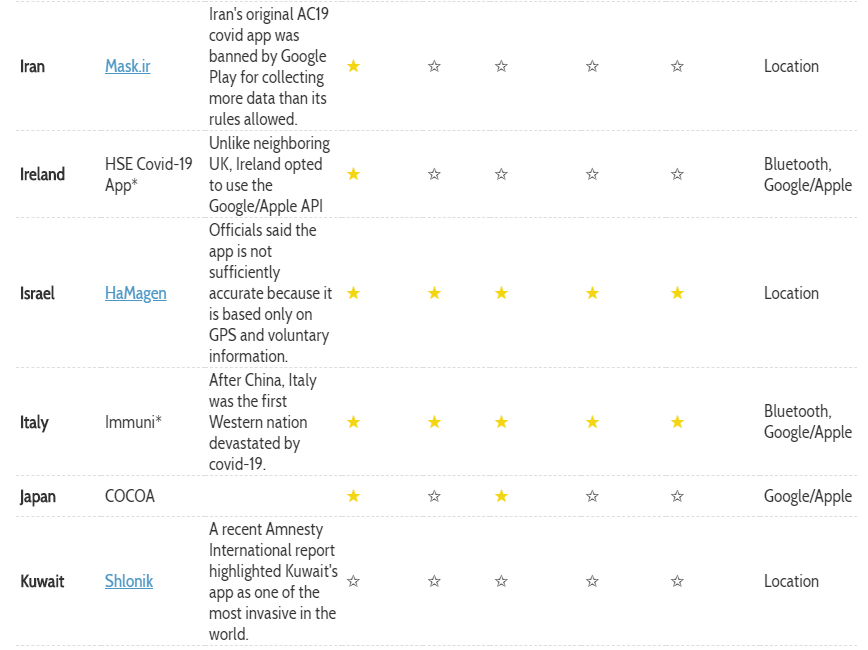 Iran's original AC19
covid app was
banned by Google
Iran Mask.ir Play for collecting ★ ☆ ☆ ☆ ☆ Location
more data than its
rules allowed.
Unlike neighboring
HSE Covid-19 UK, Ireland opted Bluetooth,
Ireland ★ ☆ ☆ ☆ ☆
App* to use the Google/Apple
Google/Apple API
Officials said the
app is not
sufficiently
Israel HaMagen accurate because it ★ ★ ★ ★ ★ Location
is based only on
GPS and voluntary
information.
After China, Italy
was the first Bluetooth,
Italy Immuni* Western nation ★ ★ ★ ★ ★
devastated by Google/Apple
covid-19.
Japan COCOA ★ ☆ ★ ☆ ☆ Google/Apple
A recent Amnesty
International report
highlighted Kuwait's
Kuwait Shlonik app as one of the ☆ ☆ ☆ ☆ ☆ Location
most invasive in the
world.